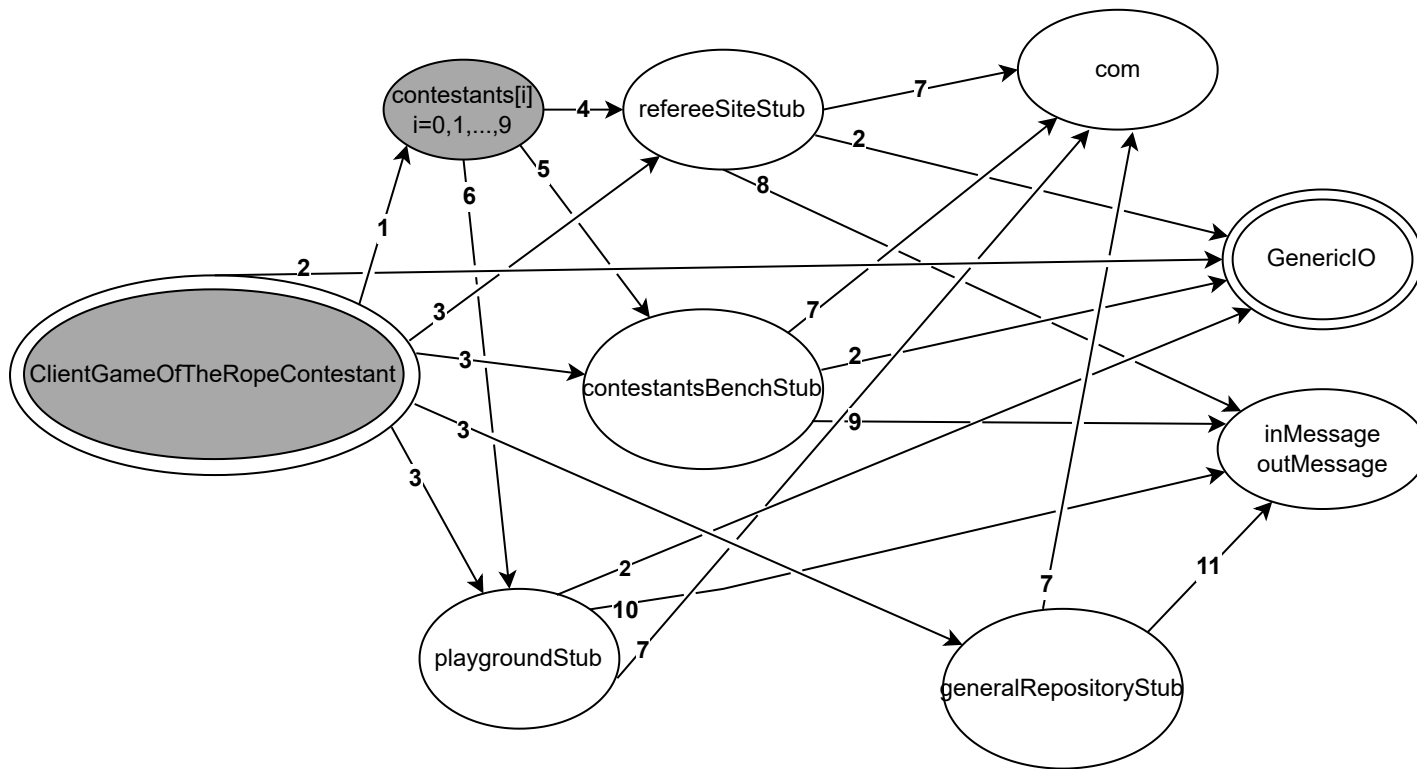 com
contestants[i]
i=0,1,...,9
4
refereeSiteStub
7
2
5
6
8
1
GenericIO
2
3
7
3
2
ClientGameOfTheRopeContestant
contestantsBenchStub
3
9
inMessage
outMessage
3
2
11
10
7
7
playgroundStub
generalRepositoryStub